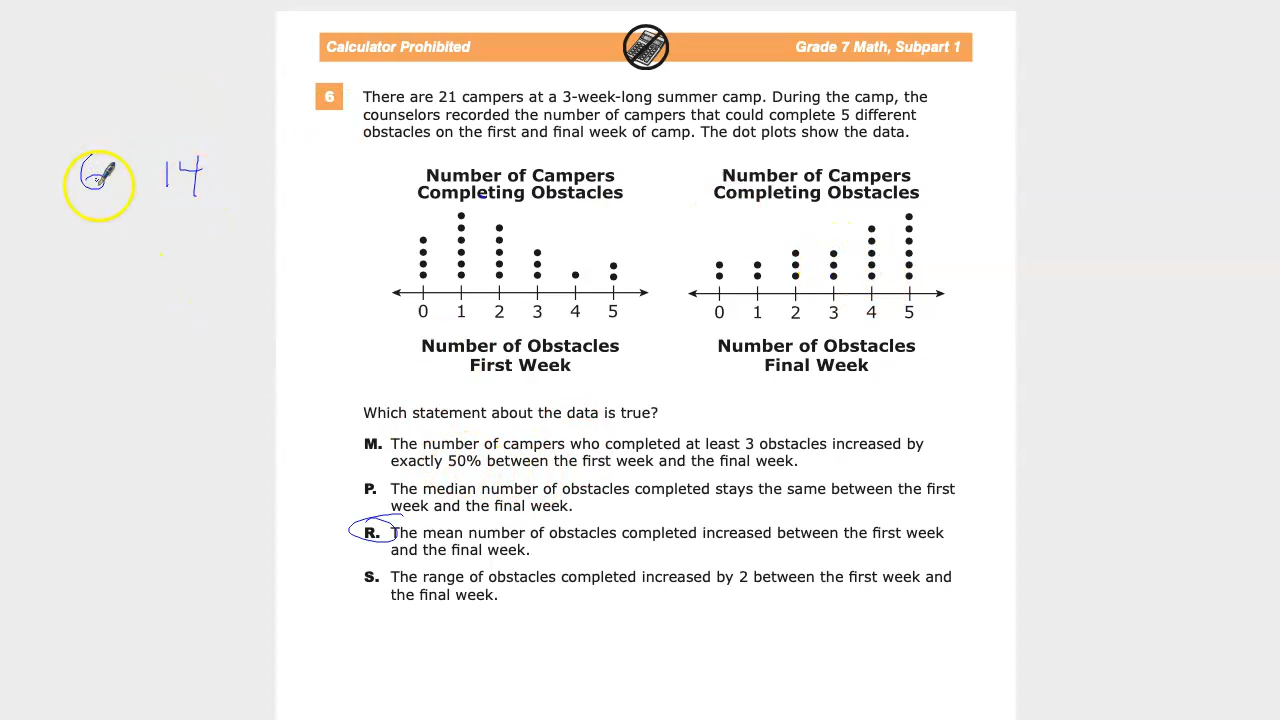 Calculator Prohibited
Grade 7 Math, Subpart 1
6
There are 21 campers at a 3-week-long summer camp. During the camp, the
counselors recorded the number of campers that could complete 5 different
obstacles on the first and final week of camp. The dot plots show the data.
6 14
Number of Campers
Completing Obstacles
0 1 2 3 4 5
Number of Obstacles
First Week
Number of Campers
Completing Obstacles
0 1 2 3 4 5
Number of Obstacles
Final Week
Which statement about the data is true?
M. The number of campers who completed at least 3 obstacles increased by
exactly 50% between the first week and the final week.
P. The median number of obstacles completed stays the same between the first
week and the final week.
R. The mean number of obstacles completed increased between the first week
and the final week.
S. The range of obstacles completed increased by 2 between the first week and
the final week.